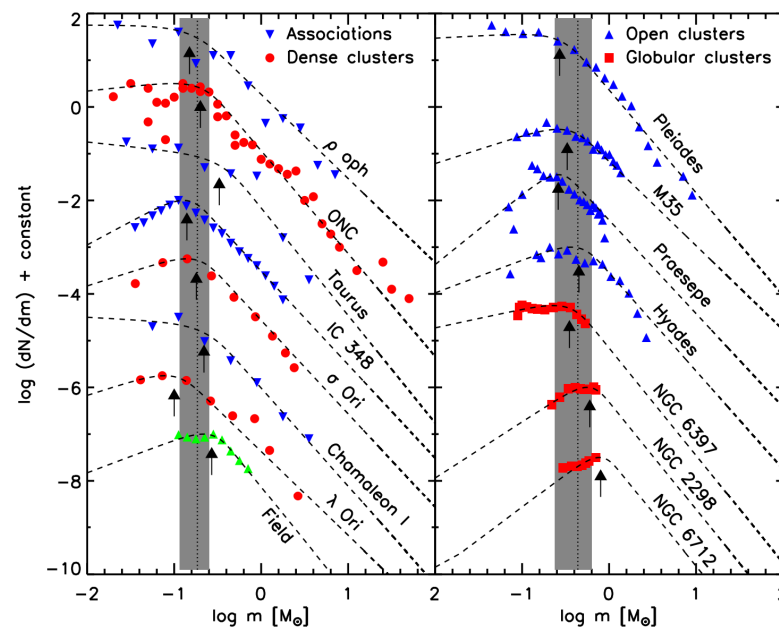 Associations
Dense clusters
Open clusters
Globular clusters
2
0
-2
-4
-6
-8
-10
log (dN/dm) + constant
ρ oph
ONC
Taurus
IC 348
σ Ori
Chamaleon I
λ Ori
Field
Pleiades
M35
Praesepe
Hyades
NGC 6397
NGC 2298
NGC 6712
-2 -1 0 1 2 -1 0 1 2
log m [M☉]
log m [M☉]